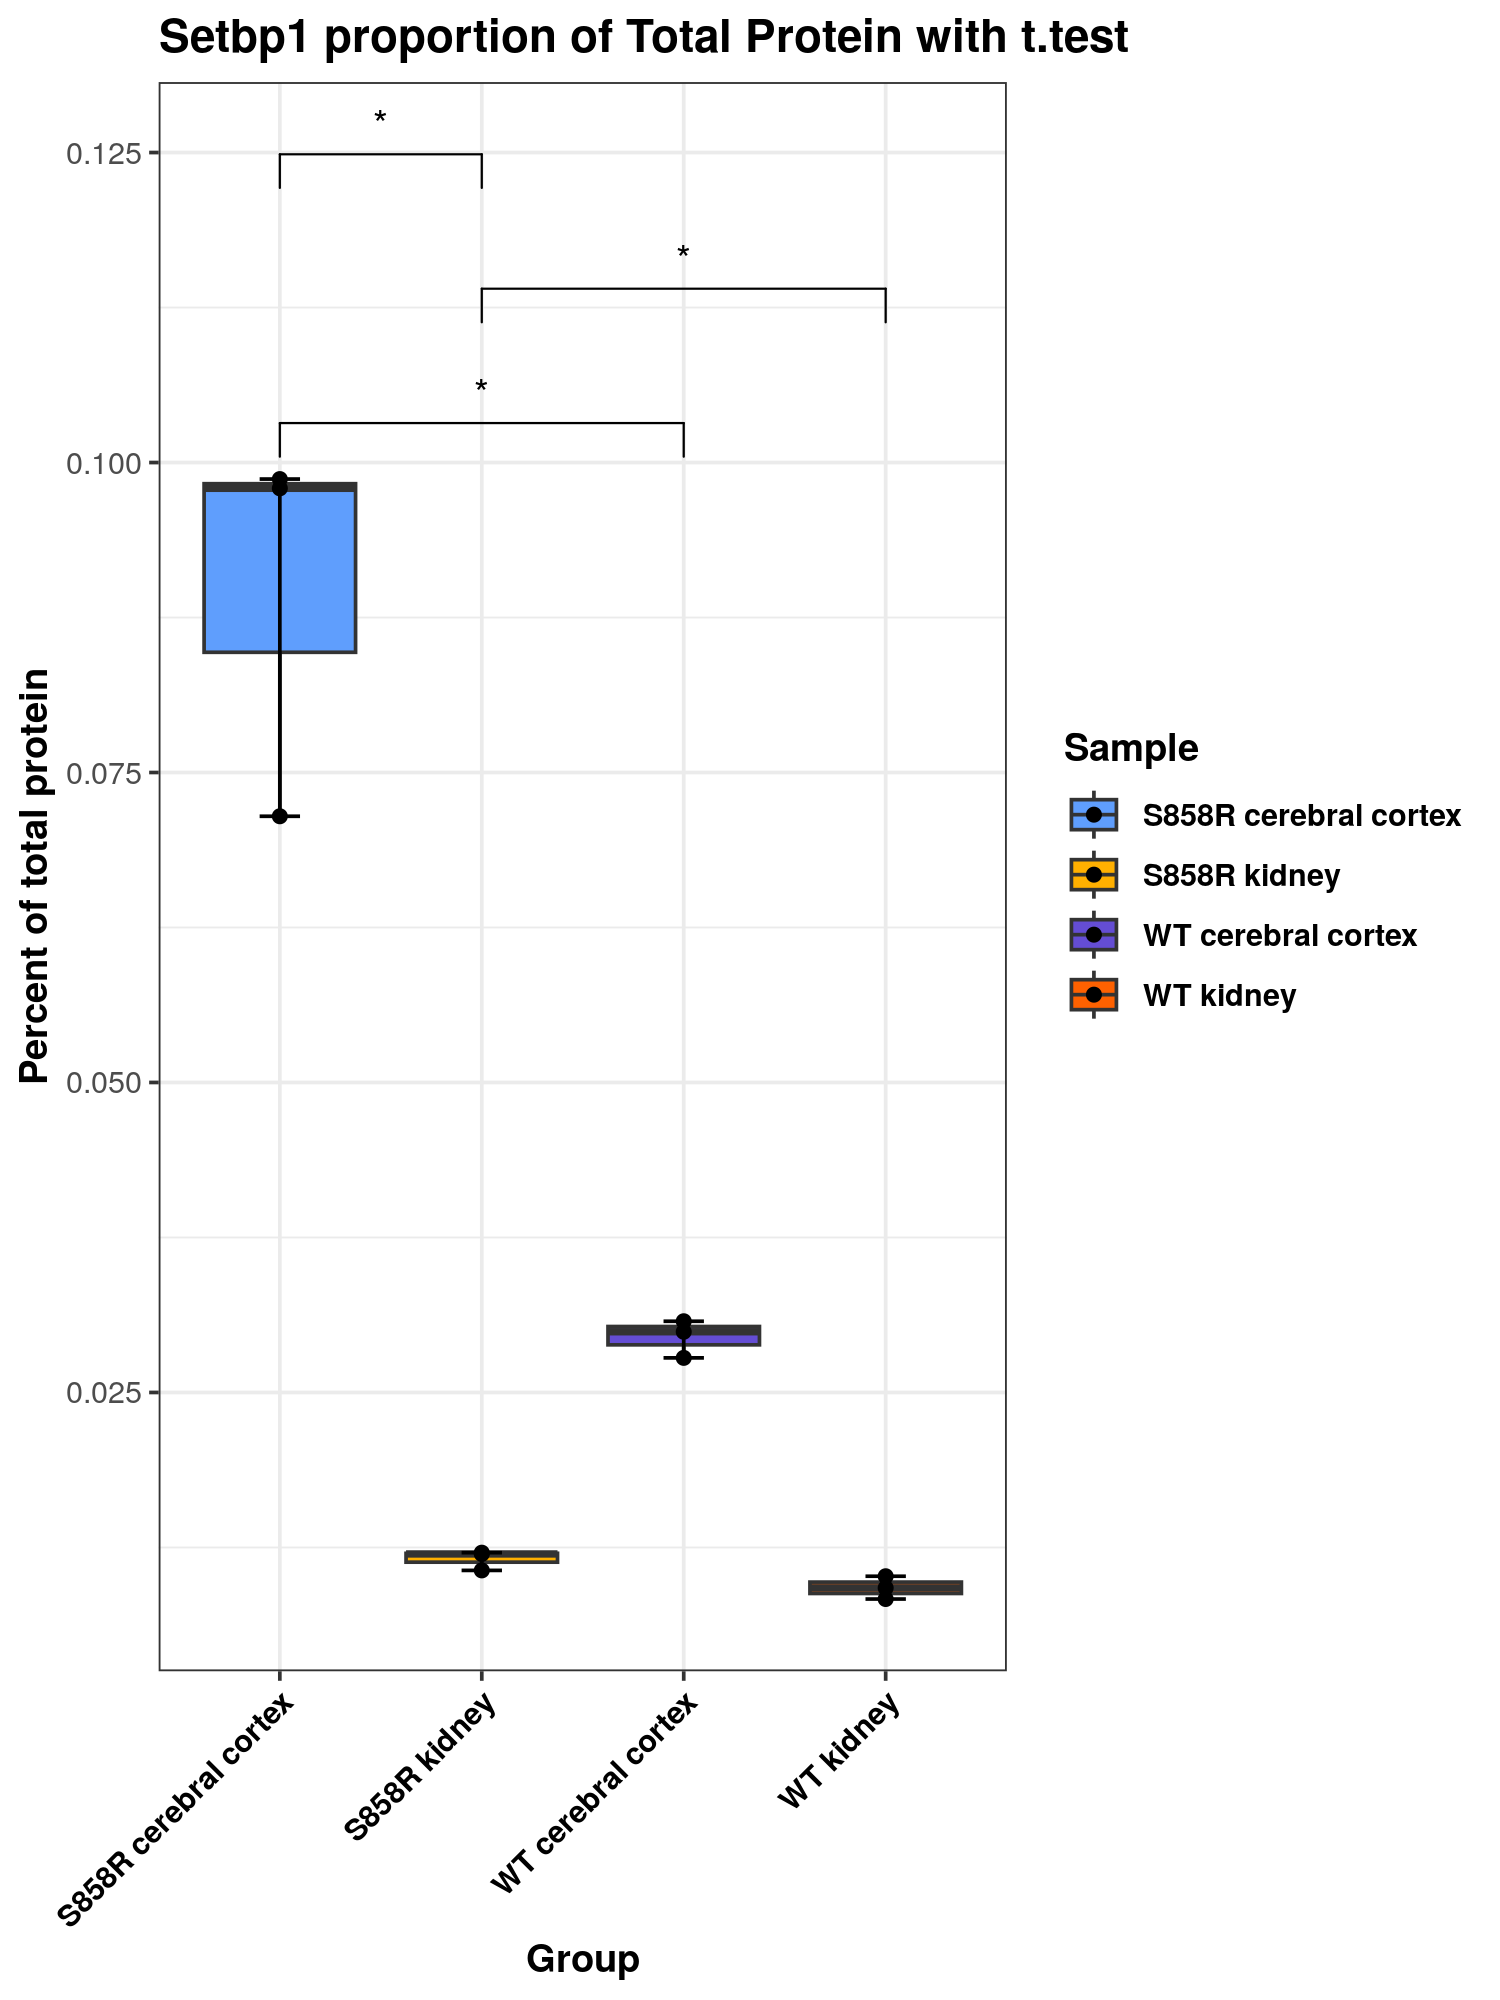 Setbp1 proportion of Total Protein with t.test
*
*
*
0.125
0.100
0.075
0.050
0.025
Percent of total protein
S858R cerebral cortex
S858R kidney
WT cerebral cortex
WT kidney
Group
Sample
S858R cerebral cortex
S858R kidney
WT cerebral cortex
WT kidney